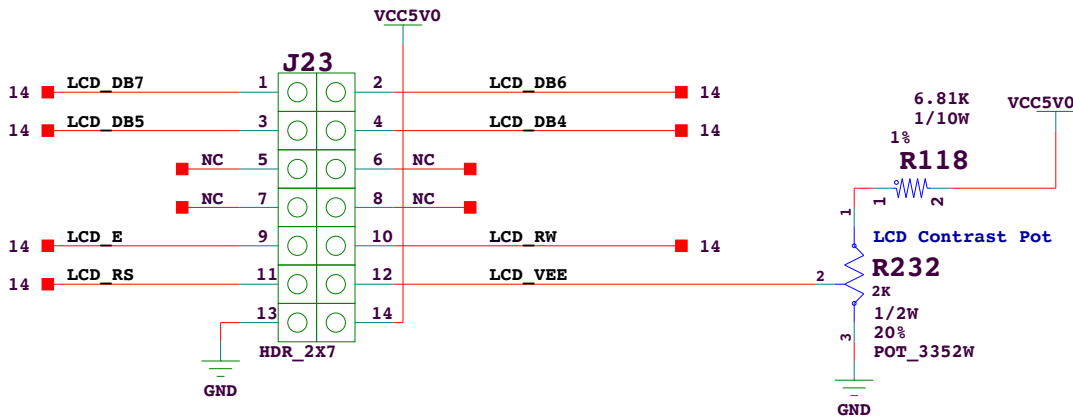 VCC5V0
J23
14 LCD_DB7 1 2 LCD_DB6 14
14 LCD_DB5 3 4 LCD_DB4 14
NC 5 6 NC
NC 7 8 NC
14 LCD_E 9 10 LCD_RW 14
14 LCD_RS 11 12 LCD_VEE
13 14
HDR_2X7
GND
6.81K
1/10W
1%
R118
1 2
VCC5V0
1
LCD Contrast Pot
2
R232
2K
1/2W
20%
3
POT_3352W
GND